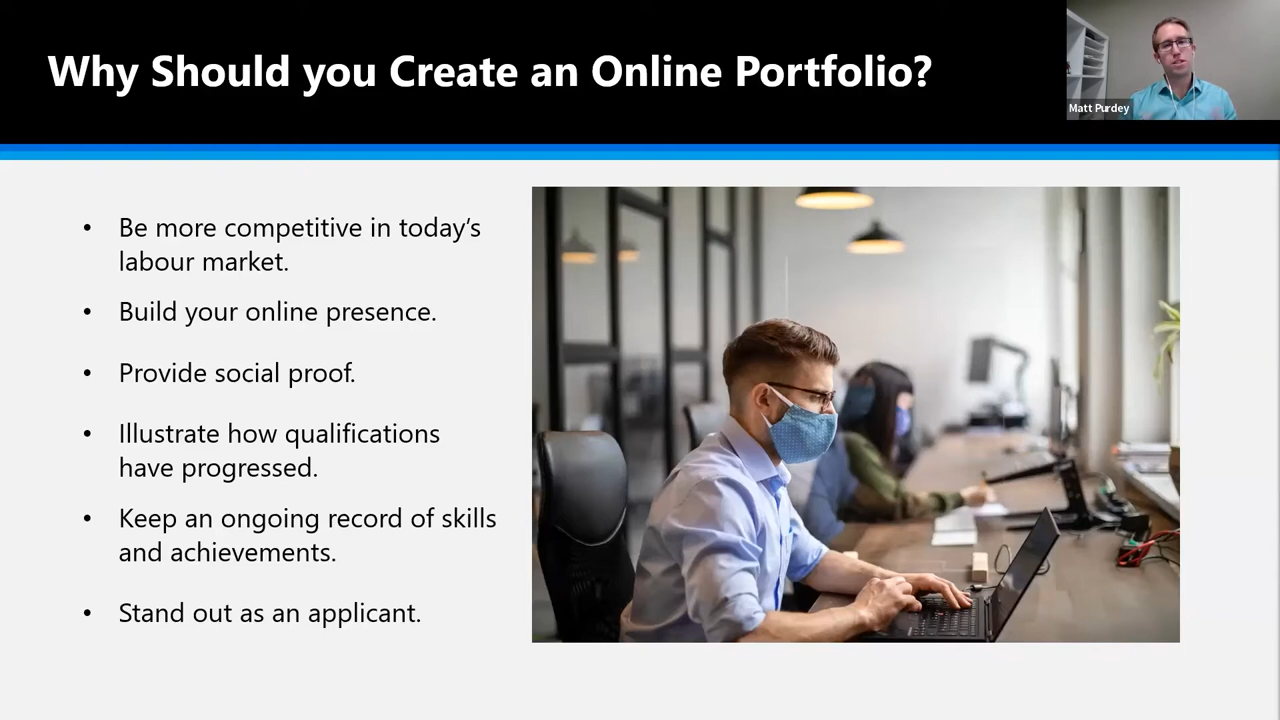 Why Should you Create an Online Portfolio?
Matt Purdey
• Be more competitive in today’s
labour market.
• Build your online presence.
• Provide social proof.
• Illustrate how qualifications
have progressed.
• Keep an ongoing record of skills
and achievements.
• Stand out as an applicant.